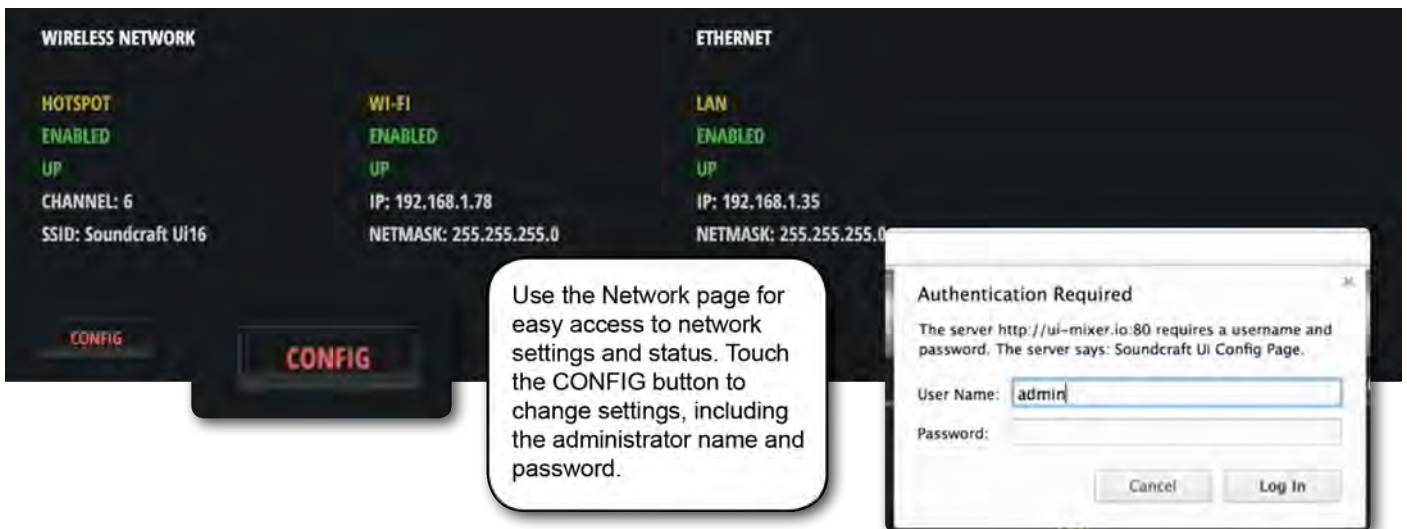 WIRELESS NETWORK
ETHERNET
HOTSPOT
WI-FI
LAN
ENABLED
ENABLED
ENABLED
UP
UP
UP
CHANNEL: 6
IP: 192.168.1.78
IP: 192.168.1.35
SSID: Soundcraft Ui16
NETMASK: 255.255.255.0
NETMASK: 255.255.255.0
CONFIG
CONFIG
Use the Network page for
easy access to network
settings and status. Touch
the CONFIG button to
change settings, including
the administrator name and
password.
Authentication Required
The server http://ui-mixer.io:80 requires a username and
password. The server says: Soundcraft Ui Config Page.
User Name: admin
Password:
Cancel
Log In